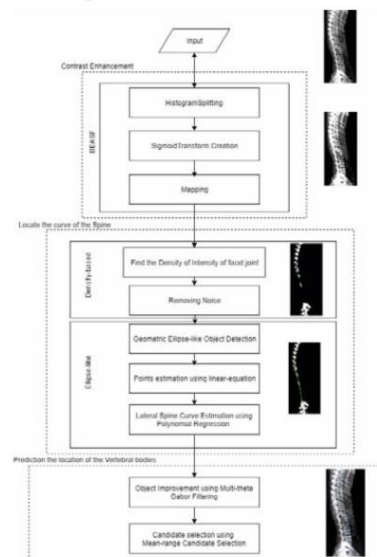 Input
Contrast Enhancement
BEASF
HistogramSplitting
SigmoidTransform Creation
Mapping
Locate the curve of the Spine
Density-based
Find the Density of Intensity of facet joint
Removing Noise
Ellipse-like
Geometric Ellipse-like Object Detection
Points estimation using linear-equation
Lateral Spine Curve Estimation using
Polynomial Regression
Prediction the location of the Vertebral bodies
Object Improvement using Multi-theta
Gabor Filtering
Candidate selection using
Mean-range Candidate Selection